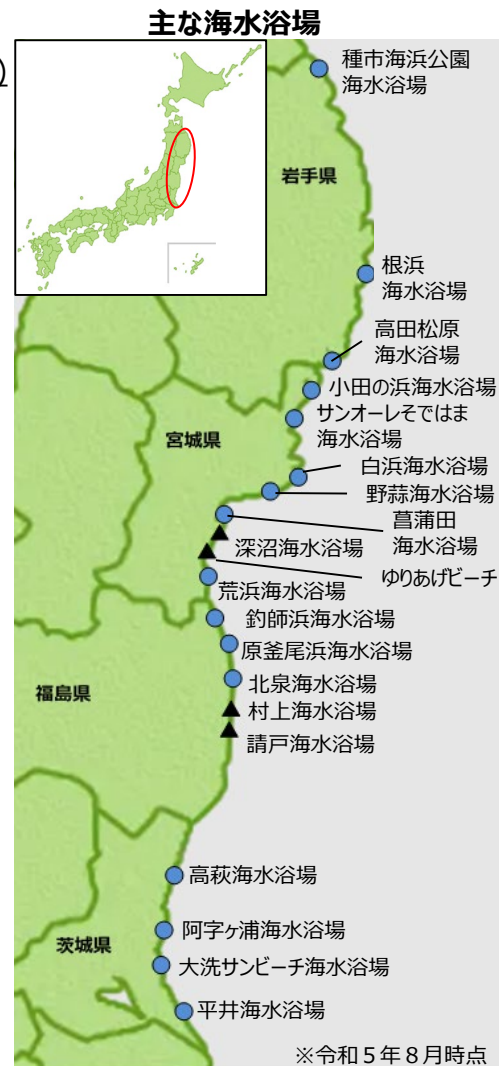 主な海水浴場
)
種市海浜公園
海水浴場
岩手県
根浜
海水浴場
高田松原
海水浴場
小田の浜海水浴場
サンオーレそではま
海水浴場
宮城県
白浜海水浴場
野蒜海水浴場
菖蒲田
海水浴場
深沼海水浴場
ゆりあげビーチ
荒浜海水浴場
釣師浜海水浴場
原釜尾浜海水浴場
北泉海水浴場
福島県
村上海水浴場
請戸海水浴場
高萩海水浴場
阿字ヶ浦海水浴場
茨城県
大洗サンビーチ海水浴場
平井海水浴場
※令和５年８月時点